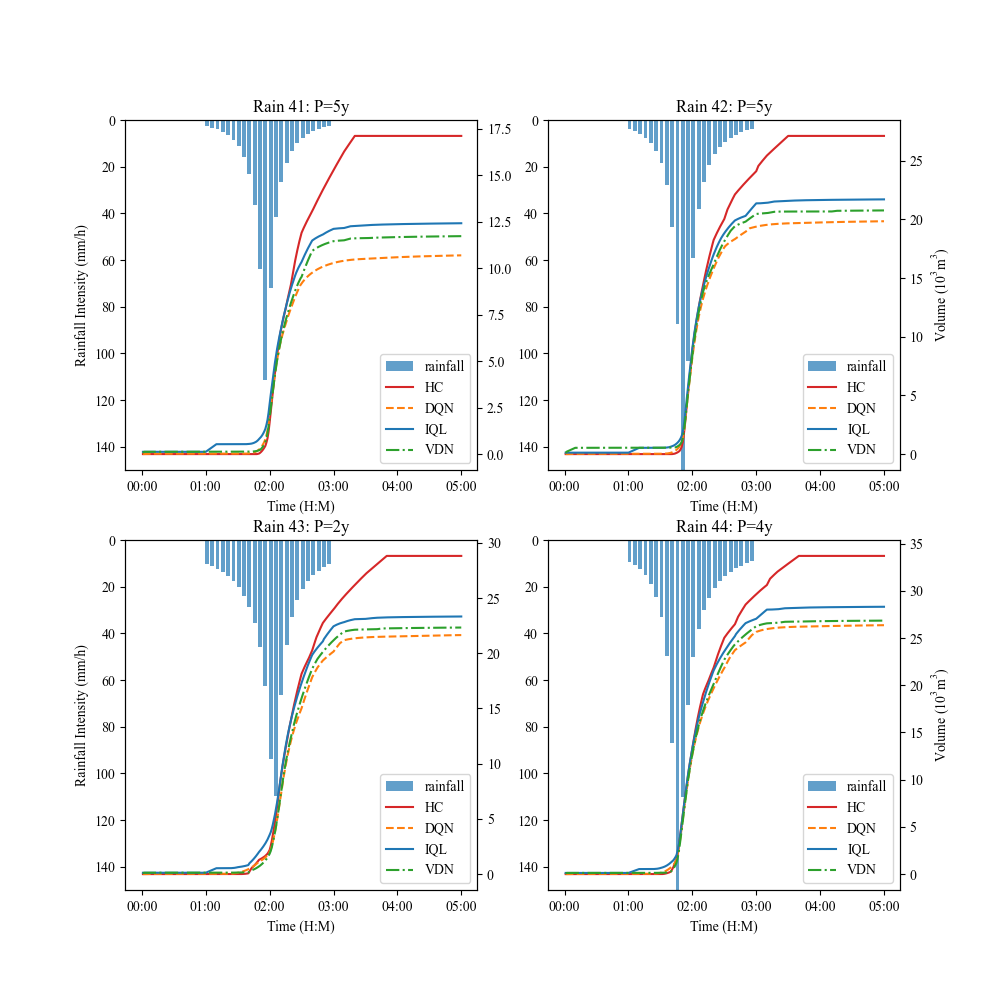 Rain 41: P=5y
Rain 42: P=5y
0
20
40
60
80
100
120
140
Rainfall Intensity (mm/h)
17.5
15.0
12.5
10.0
7.5
5.0
2.5
0.0
rainfall
HC
DQN
IQL
VDN
00:00 01:00 02:00 03:00 04:00 05:00
Time (H:M)
0
20
40
60
80
100
120
140
25
20
15
10
5
0
Volume (10³ m³)
rainfall
HC
DQN
IQL
VDN
00:00 01:00 02:00 03:00 04:00 05:00
Time (H:M)
Rain 43: P=2y
Rain 44: P=4y
0
20
40
60
80
100
120
140
Rainfall Intensity (mm/h)
30
25
20
15
10
5
0
rainfall
HC
DQN
IQL
VDN
00:00 01:00 02:00 03:00 04:00 05:00
Time (H:M)
0
20
40
60
80
100
120
140
35
30
25
20
15
10
5
0
Volume (10³ m³)
rainfall
HC
DQN
IQL
VDN
00:00 01:00 02:00 03:00 04:00 05:00
Time (H:M)